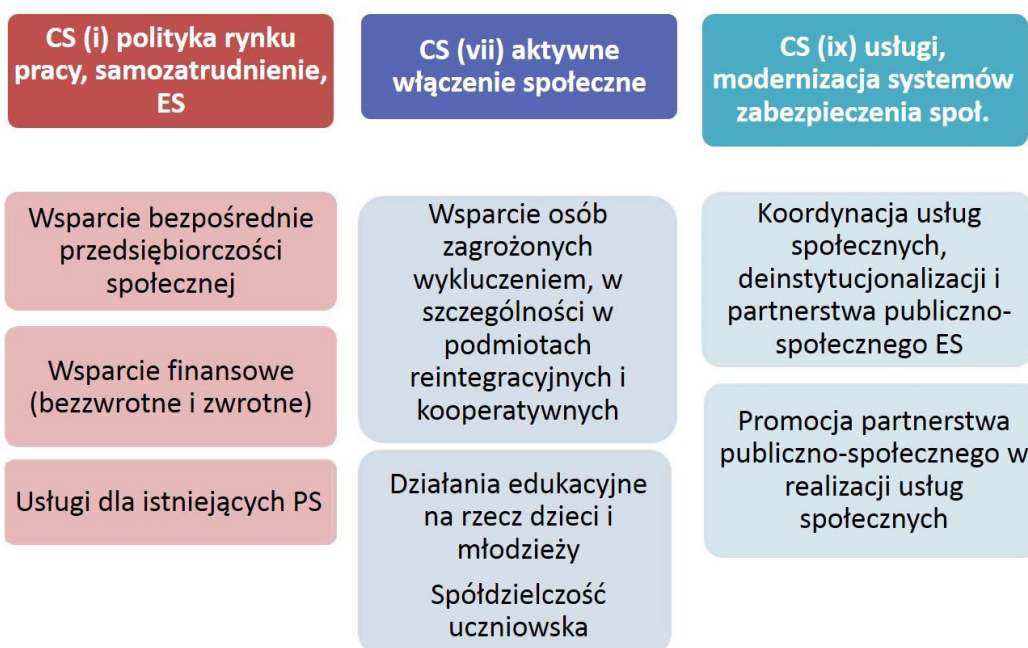 CS (i) polityka rynku
pracy, samozatrudnienie,
ES
Wsparcie bezpośrednie
przedsiębiorczości
społecznej
Wsparcie finansowe
(bezzwrotne i zwrotne)
Usługi dla istniejących PS
CS (vii) aktywne
włączenie społeczne
Wsparcie osób
zagrożonych
wykluczeniem, w
szczególności w
podmiotach
reintegracyjnych i
kooperatywnych
Działania edukacyjne
na rzecz dzieci i
młodzieży
Spółdzielczość
uczniowska
CS (ix) usługi,
modernizacja systemów
zabezpieczenia społ.
Koordynacja usług
społecznych,
deinstytucjonalizacji i
partnerstwa publiczno-
społecznego ES
Promocja partnerstwa
publiczno-społecznego w
realizacji usług
społecznych